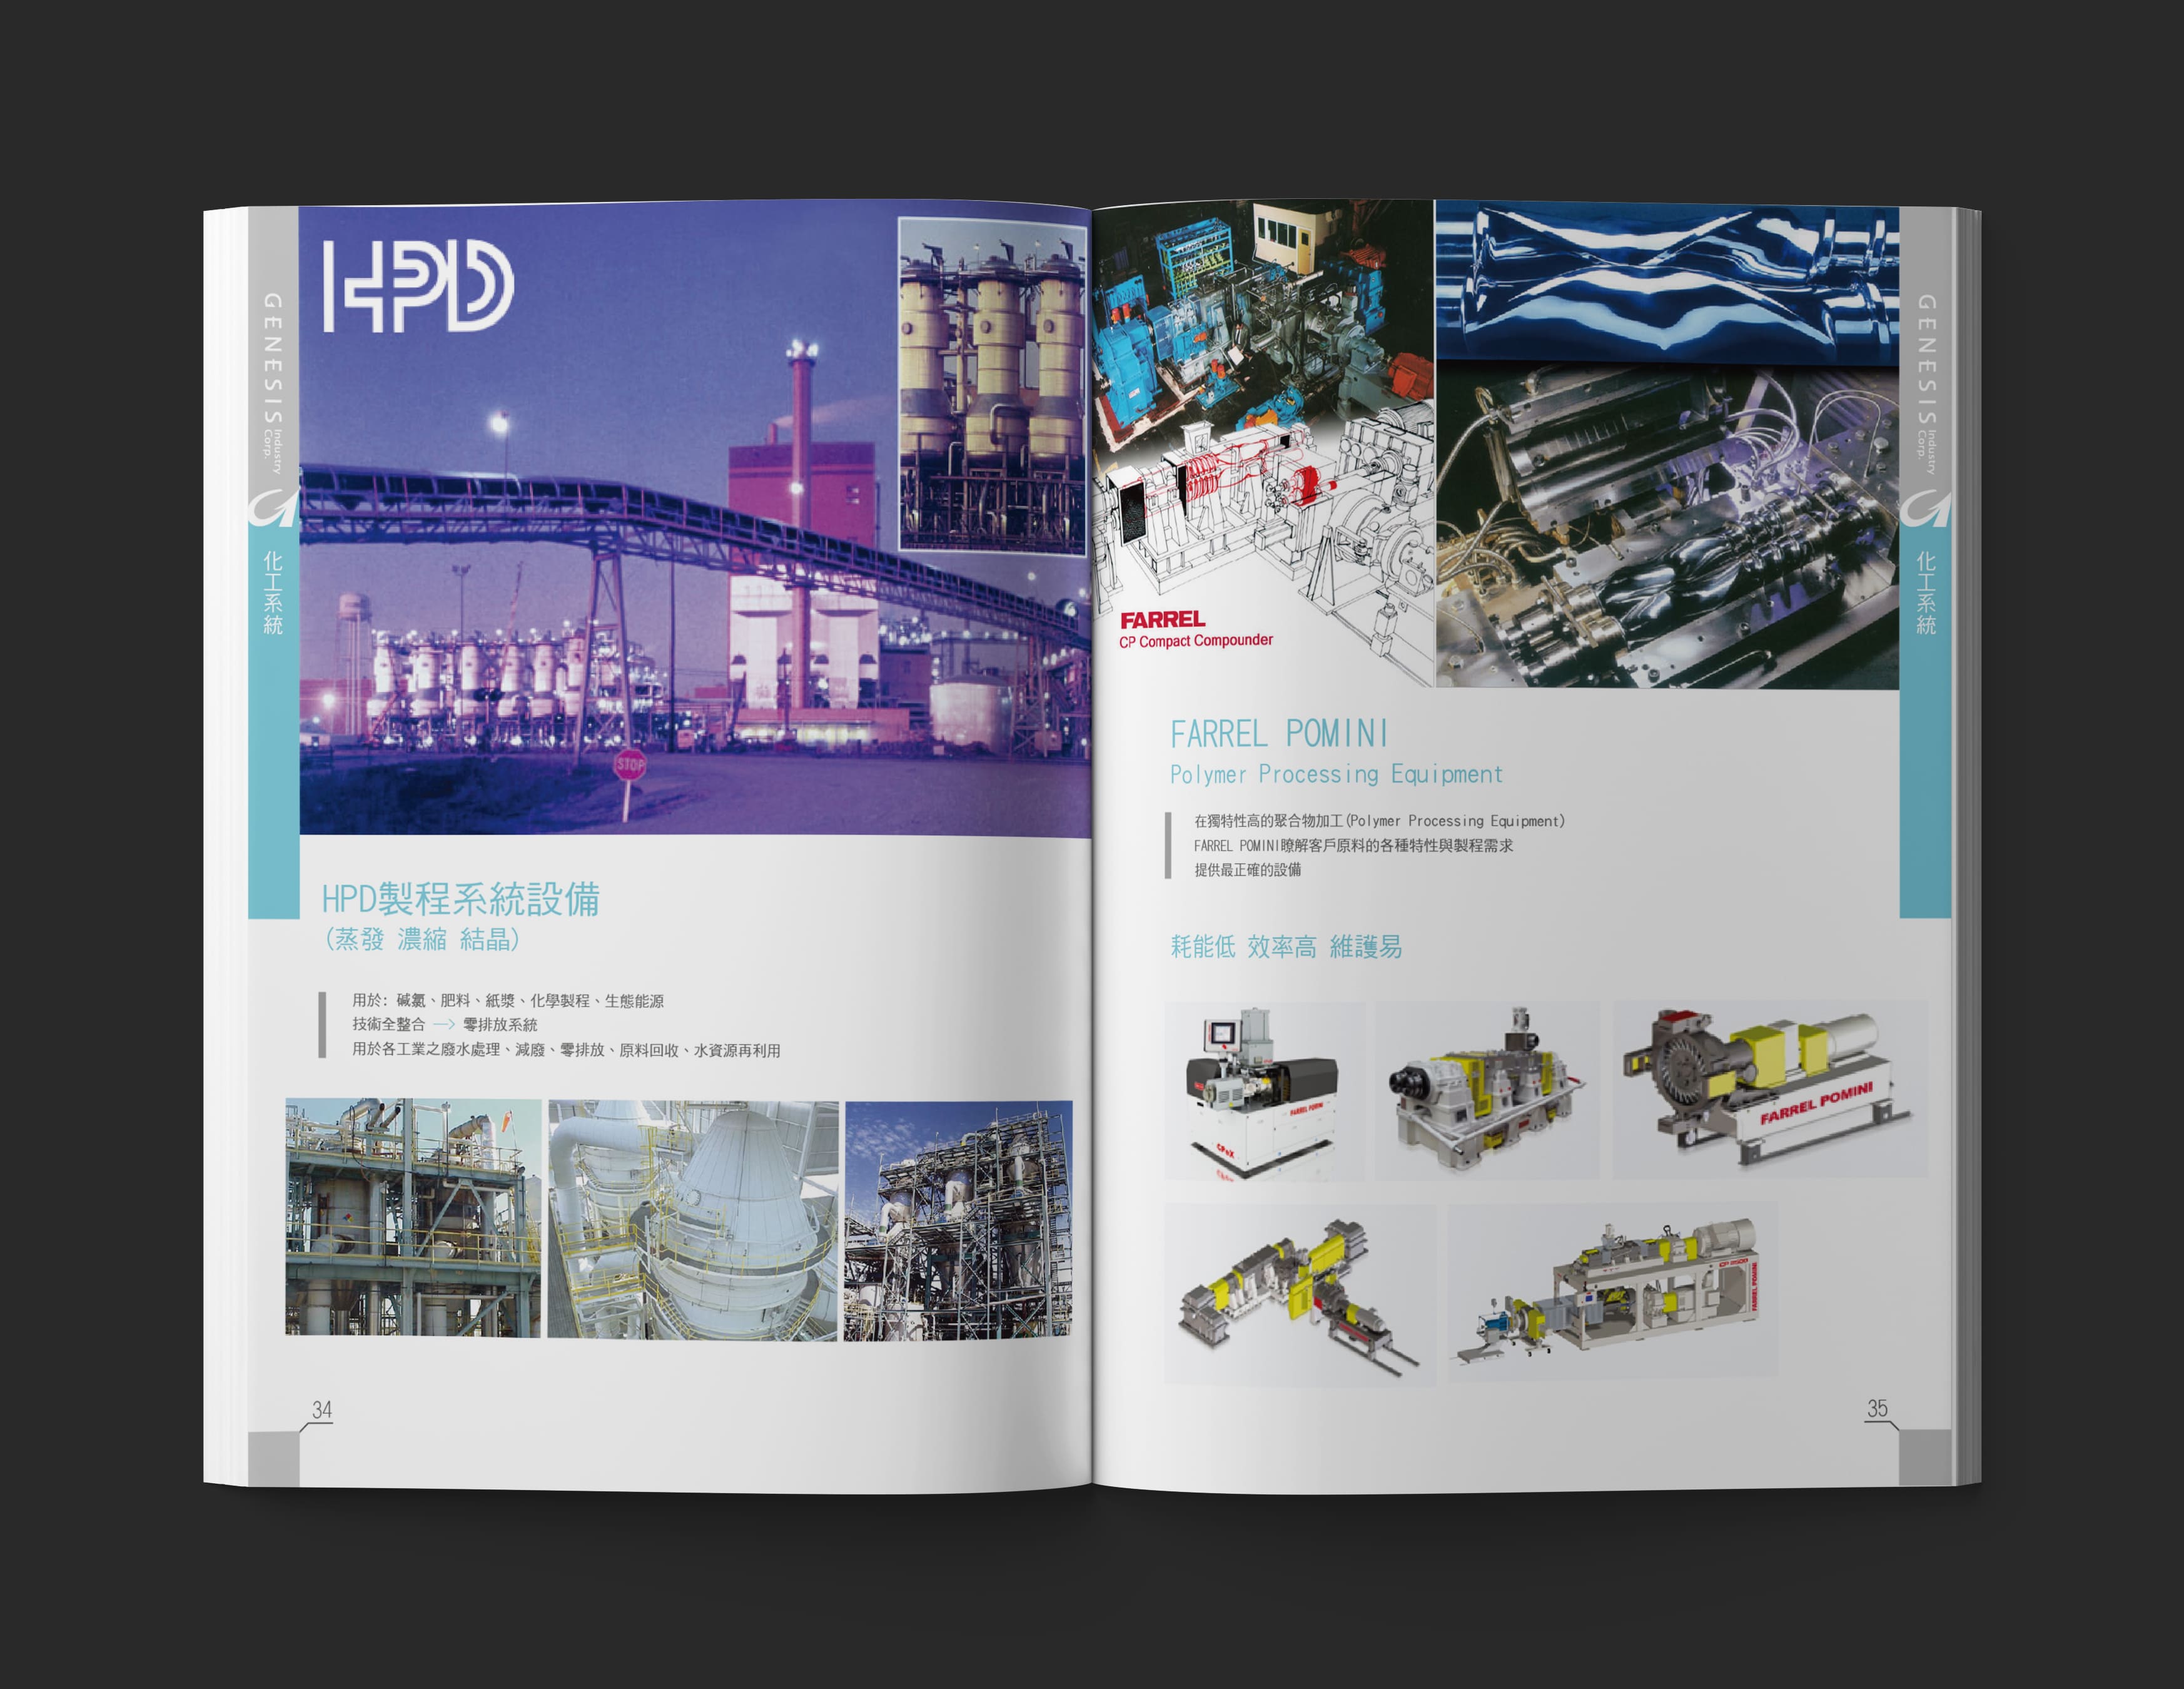 HPD
GENESIS Industry Corp.
化工系統
STOP
HPD製程系統設備
(蒸發 濃縮 結晶)
用於: 碱氯、肥料、紙漿、化學製程、生態能源
技術全整合 —> 零排放系統
用於各工業之廢水處理、減廢、零排放、原料回收、水資源再利用
34
FARREL
CP Compact Compounder
GENESIS Industry Corp.
化工系統
FARREL POMINI
Polymer Processing Equipment
在獨特性高的聚合物加工(Polymer Processing Equipment)
FARREL POMINI瞭解客戶原料的各種特性與製程需求
提供最正確的設備
耗能低 效率高 維護易
FARREL POMINI
CPeX
FARREL POMINI
FARREL POMINI
35